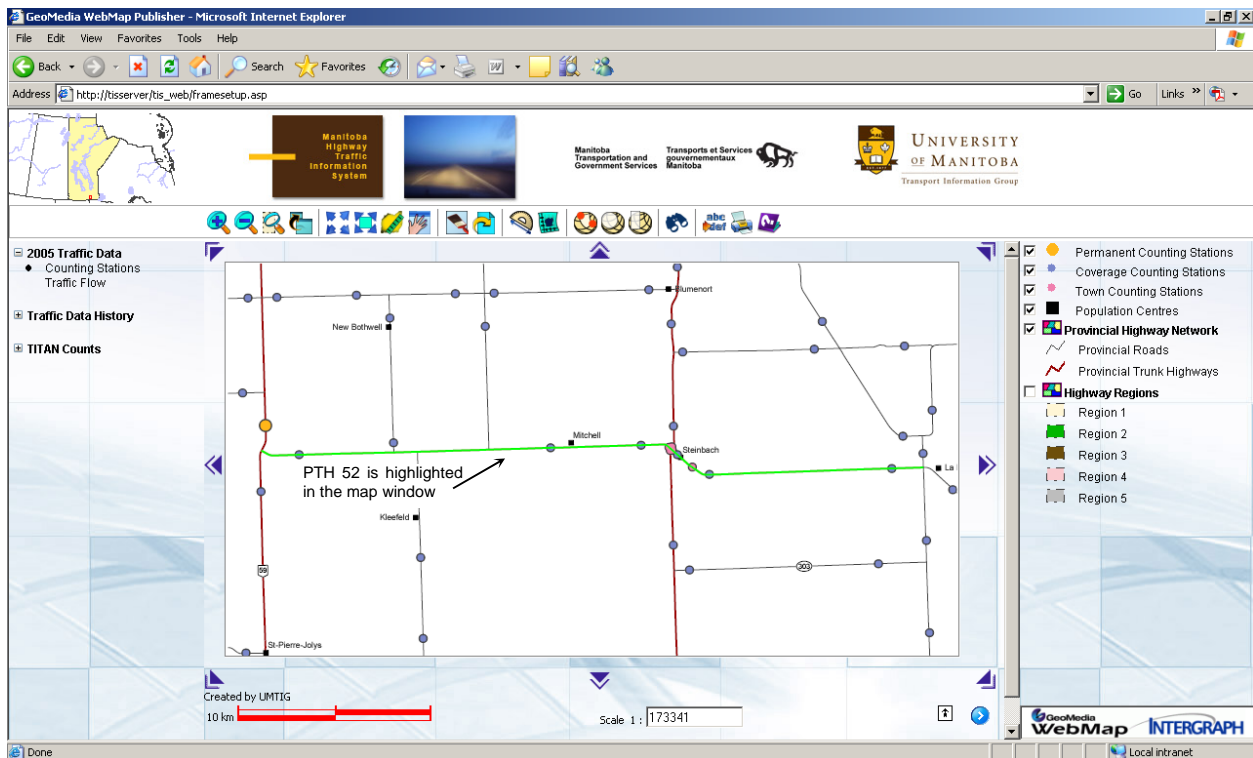 GeoMedia WebMap Publisher - Microsoft Internet Explorer
File Edit View Favorites Tools Help
Back Search Favorites
Address http://tisserver/tis_web/framesetup.asp Go Links »
Manitoba
Highway
Traffic
Information
System
Manitoba
Transportation and
Government Services
Transports et Services
gouvernementaux
Manitoba
UNIVERSITY
OF MANITOBA
Transport Information Group
abc
def
2005 Traffic Data
Counting Stations
Traffic Flow
Traffic Data History
TITAN Counts
Blumenort
New Bothwell
Mitchell
Steinbach
La
PTH 52 is highlighted
in the map window
Kleefeld
59
303
St-Pierre-Jolys
Permanent Counting Stations
Coverage Counting Stations
Town Counting Stations
Population Centres
Provincial Highway Network
Provincial Roads
Provincial Trunk Highways
Highway Regions
Region 1
Region 2
Region 3
Region 4
Region 5
Created by UMTIG
10 km
Scale 1 : 173341
GeoMedia
WebMap
INTERGRAPH
Done
Local intranet